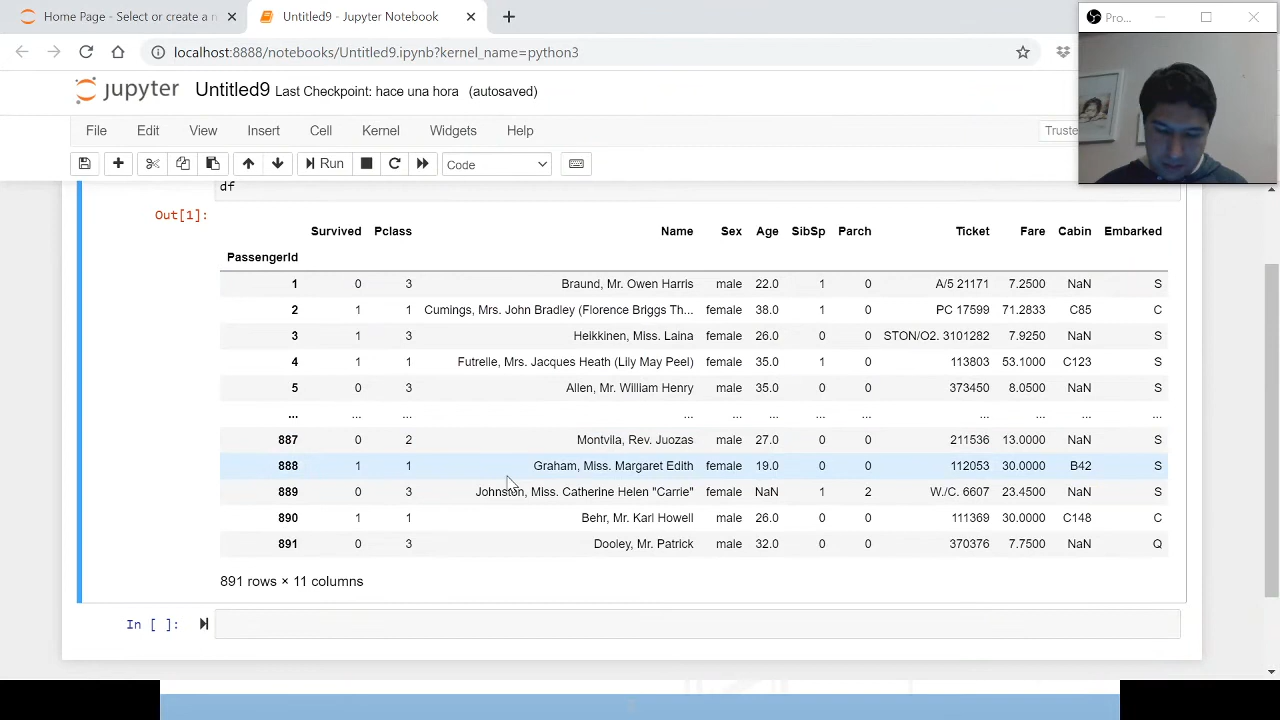 Home Page - Select or create a n
Untitled9 - Jupyter Notebook
Pro...
localhost:8888/notebooks/Untitled9.ipynb?kernel_name=python3
jupyter Untitled9 Last Checkpoint: hace una hora (autosaved)
File Edit View Insert Cell Kernel Widgets Help
Truste
Run Code
df
Out[1]:
Survived Pclass Name Sex Age SibSp Parch Ticket Fare Cabin Embarked
PassengerId
1 0 3 Braund, Mr. Owen Harris male 22.0 1 0 A/5 21171 7.2500 NaN S
2 1 1 Cumings, Mrs. John Bradley (Florence Briggs Th... female 38.0 1 0 PC 17599 71.2833 C85 C
3 1 3 Heikkinen, Miss. Laina female 26.0 0 0 STON/O2. 3101282 7.9250 NaN S
4 1 1 Futrelle, Mrs. Jacques Heath (Lily May Peel) female 35.0 1 0 113803 53.1000 C123 S
5 0 3 Allen, Mr. William Henry male 35.0 0 0 373450 8.0500 NaN S
... ... ... ... ... ... ... ... ... ... ... ...
887 0 2 Montvila, Rev. Juozas male 27.0 0 0 211536 13.0000 NaN S
888 1 1 Graham, Miss. Margaret Edith female 19.0 0 0 112053 30.0000 B42 S
889 0 3 Johnston, Miss. Catherine Helen "Carrie" female NaN 1 2 W./C. 6607 23.4500 NaN S
890 1 1 Behr, Mr. Karl Howell male 26.0 0 0 111369 30.0000 C148 C
891 0 3 Dooley, Mr. Patrick male 32.0 0 0 370376 7.7500 NaN Q
891 rows × 11 columns
In [ ]: